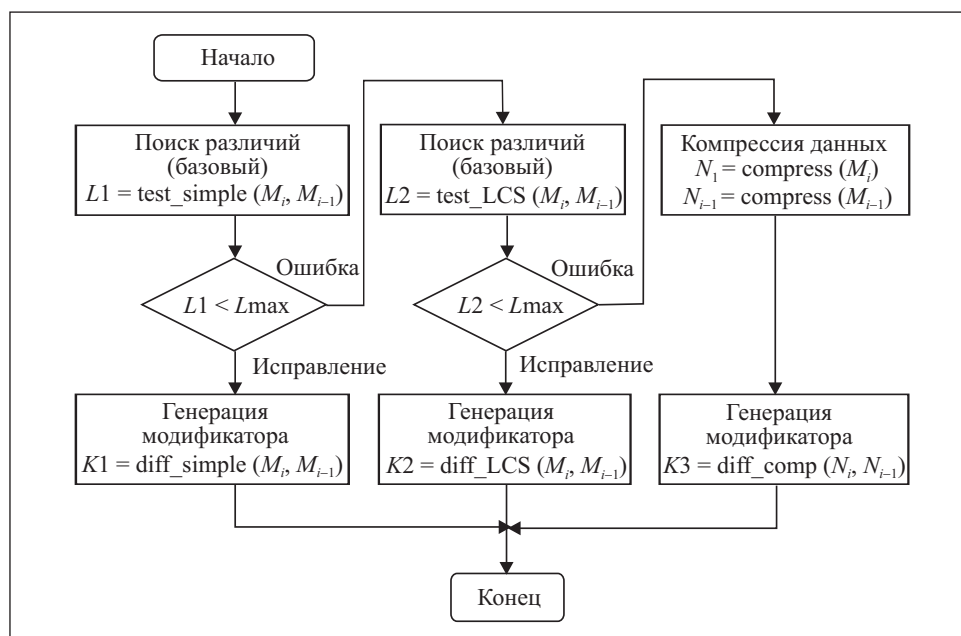 Начало
Поиск различий
(базовый)
L1 = test_simple (Mᵢ, Mᵢ₋₁)
Ошибка
L1 < Lmax
Исправление
Генерация
модификатора
K1 = diff_simple (Mᵢ, Mᵢ₋₁)
Поиск различий
(базовый)
L2 = test_LCS (Mᵢ, Mᵢ₋₁)
Ошибка
L2 < Lmax
Исправление
Генерация
модификатора
K2 = diff_LCS (Mᵢ, Mᵢ₋₁)
Компрессия данных
N₁ = compress (Mᵢ)
Nᵢ₋₁ = compress (Mᵢ₋₁)
Генерация
модификатора
K3 = diff_comp (Nᵢ, Nᵢ₋₁)
Конец